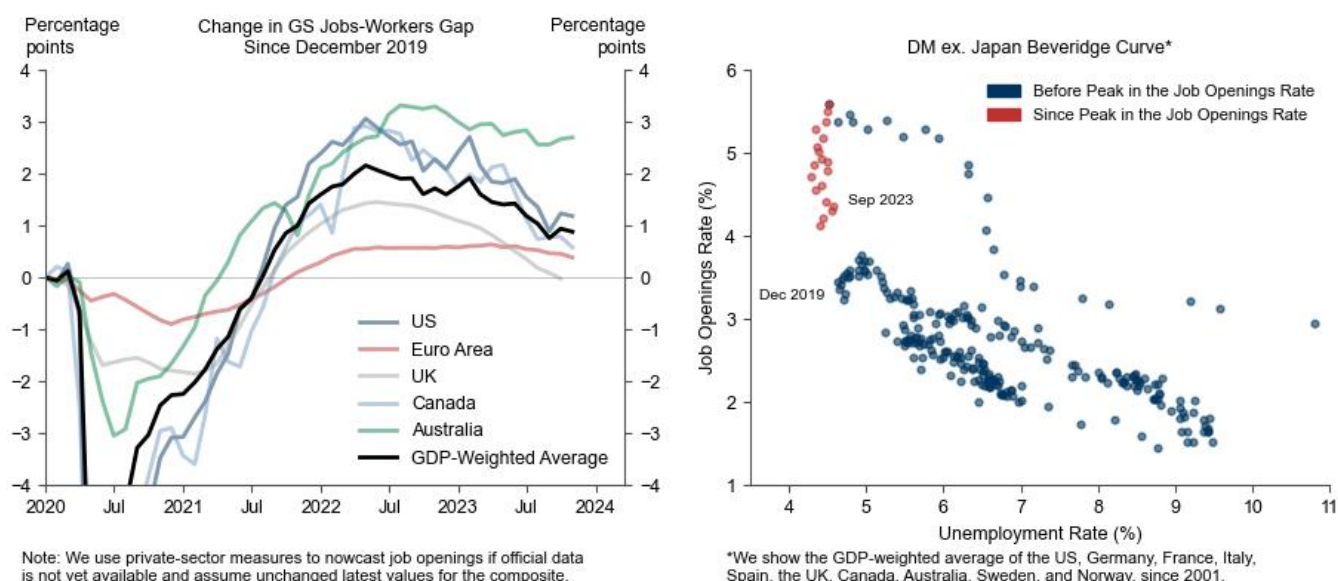 Percentage
points
Change in GS Jobs-Workers Gap
Since December 2019
Percentage
points
4
3
2
1
0
−1
−2
−3
−4
4
3
2
1
0
−1
−2
−3
−4
US
Euro Area
UK
Canada
Australia
GDP-Weighted Average
2020
Jul
2021
Jul
2022
Jul
2023
Jul
2024
Note: We use private-sector measures to nowcast job openings if official data
is not yet available and assume unchanged latest values for the composite.
DM ex. Japan Beveridge Curve*
Before Peak in the Job Openings Rate
Since Peak in the Job Openings Rate
Job Openings Rate (%)
6
5
4
3
2
1
Sep 2023
Dec 2019
4
5
6
7
8
9
10
11
Unemployment Rate (%)
*We show the GDP-weighted average of the US, Germany, France, Italy,
Spain, the UK, Canada, Australia, Sweden, and Norway, since 2001.